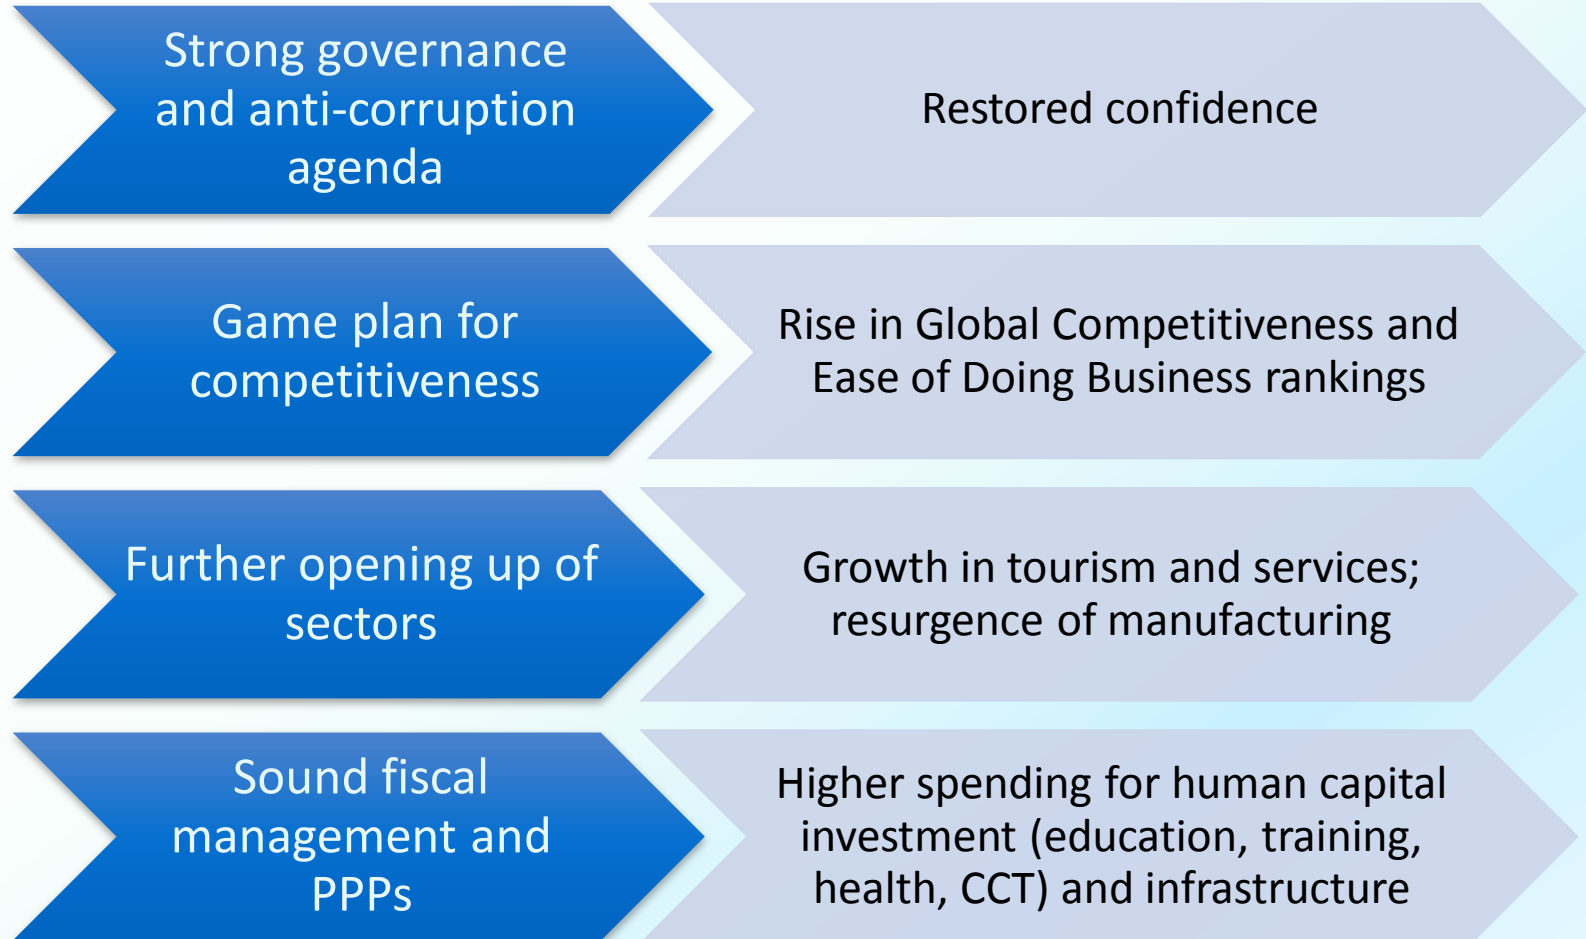 Strong governance
and anti-corruption
agenda
Restored confidence
Game plan for
competitiveness
Rise in Global Competitiveness and
Ease of Doing Business rankings
Further opening up of
sectors
Growth in tourism and services;
resurgence of manufacturing
Sound fiscal
management and
PPPs
Higher spending for human capital
investment (education, training,
health, CCT) and infrastructure